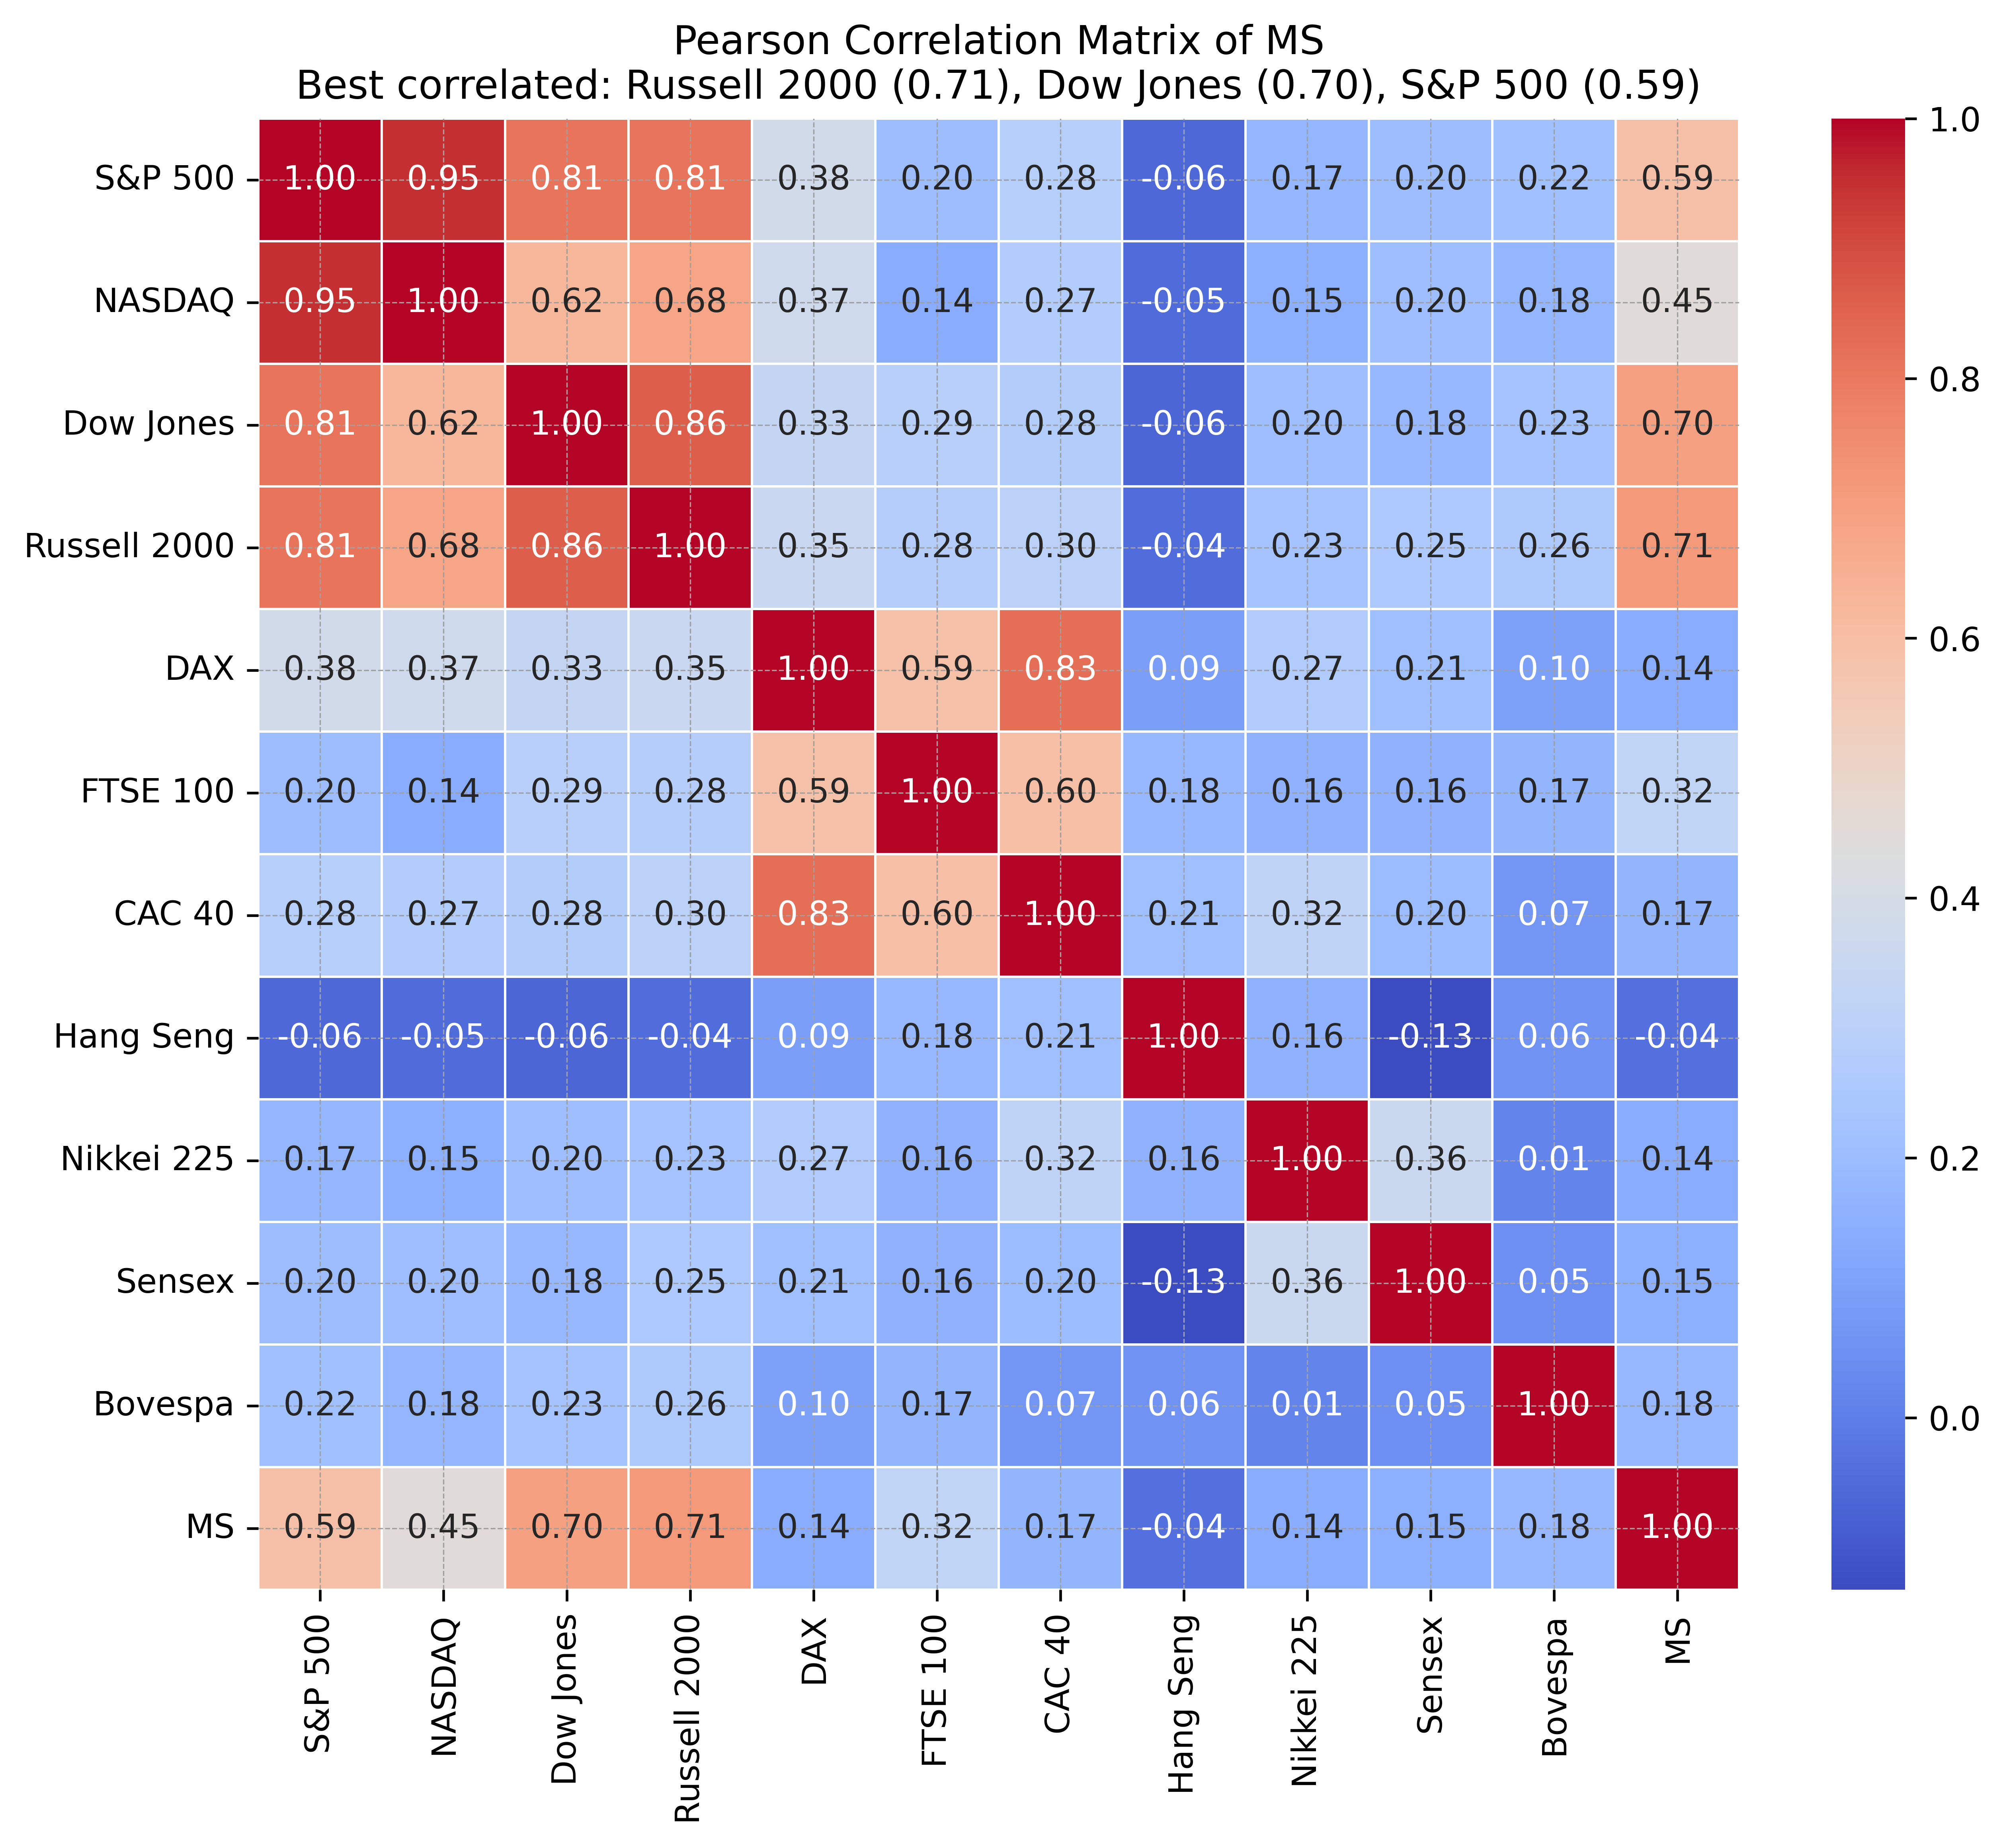 Pearson Correlation Matrix of MS
Best correlated: Russell 2000 (0.71), Dow Jones (0.70), S&P 500 (0.59)
S&P 500 1.00 0.95 0.81 0.81 0.38 0.20 0.28 -0.06 0.17 0.20 0.22 0.59
NASDAQ 0.95 1.00 0.62 0.68 0.37 0.14 0.27 -0.05 0.15 0.20 0.18 0.45
Dow Jones 0.81 0.62 1.00 0.86 0.33 0.29 0.28 -0.06 0.20 0.18 0.23 0.70
Russell 2000 0.81 0.68 0.86 1.00 0.35 0.28 0.30 -0.04 0.23 0.25 0.26 0.71
DAX 0.38 0.37 0.33 0.35 1.00 0.59 0.83 0.09 0.27 0.21 0.10 0.14
FTSE 100 0.20 0.14 0.29 0.28 0.59 1.00 0.60 0.18 0.16 0.16 0.17 0.32
CAC 40 0.28 0.27 0.28 0.30 0.83 0.60 1.00 0.21 0.32 0.20 0.07 0.17
Hang Seng -0.06 -0.05 -0.06 -0.04 0.09 0.18 0.21 1.00 0.16 -0.13 0.06 -0.04
Nikkei 225 0.17 0.15 0.20 0.23 0.27 0.16 0.32 0.16 1.00 0.36 0.01 0.14
Sensex 0.20 0.20 0.18 0.25 0.21 0.16 0.20 -0.13 0.36 1.00 0.05 0.15
Bovespa 0.22 0.18 0.23 0.26 0.10 0.17 0.07 0.06 0.01 0.05 1.00 0.18
MS 0.59 0.45 0.70 0.71 0.14 0.32 0.17 -0.04 0.14 0.15 0.18 1.00
S&P 500
NASDAQ
Dow Jones
Russell 2000
DAX
FTSE 100
CAC 40
Hang Seng
Nikkei 225
Sensex
Bovespa
MS
1.0
0.8
0.6
0.4
0.2
0.0